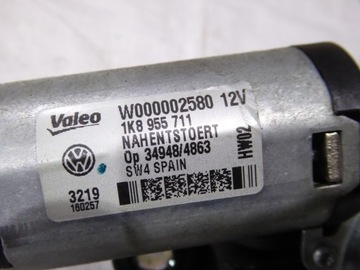 Valeo
W000002580 12V
1K8 955 711
NAHENTSTOERT
Op 34948/4863
SW4 SPAIN
HW02
3219
160257